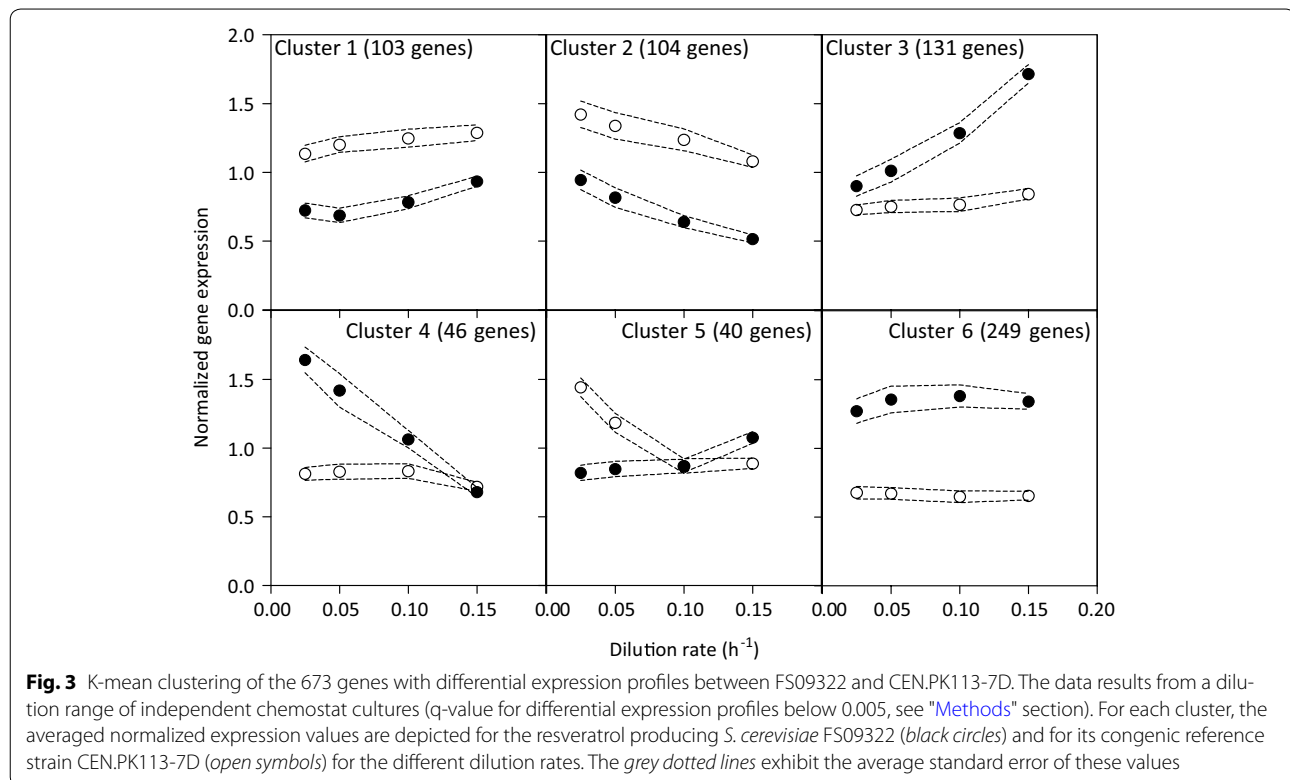 Cluster 1 (103 genes)
Cluster 2 (104 genes)
Cluster 3 (131 genes)
2.0
1.5
1.0
0.5
0.0
Normalized gene expression
Cluster 4 (46 genes)
Cluster 5 (40 genes)
Cluster 6 (249 genes)
1.5
1.0
0.5
0.0
0.00 0.05 0.10 0.15 0.00 0.05 0.10 0.15 0.00 0.05 0.10 0.15 0.20
Dilution rate (h⁻¹)
Fig. 3 K-mean clustering of the 673 genes with differential expression profiles between FS09322 and CEN.PK113-7D. The data results from a dilu-
tion range of independent chemostat cultures (q-value for differential expression profiles below 0.005, see "Methods" section). For each cluster, the
averaged normalized expression values are depicted for the resveratrol producing S. cerevisiae FS09322 (black circles) and for its congenic reference
strain CEN.PK113-7D (open symbols) for the different dilution rates. The grey dotted lines exhibit the average standard error of these values